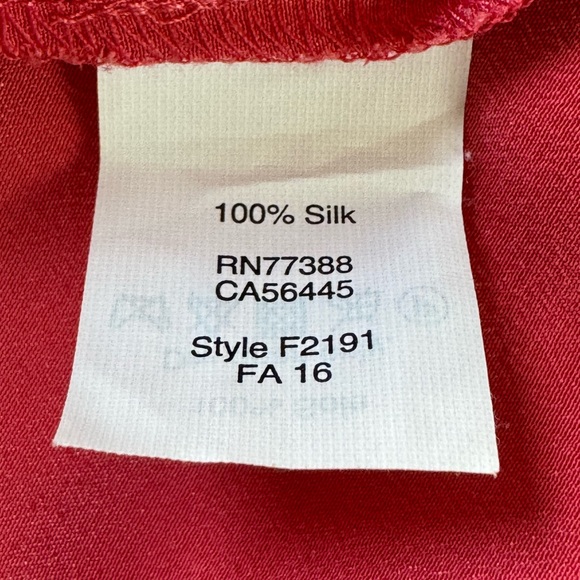 100% Silk
RN77388
CA56445
Style F2191
FA 16